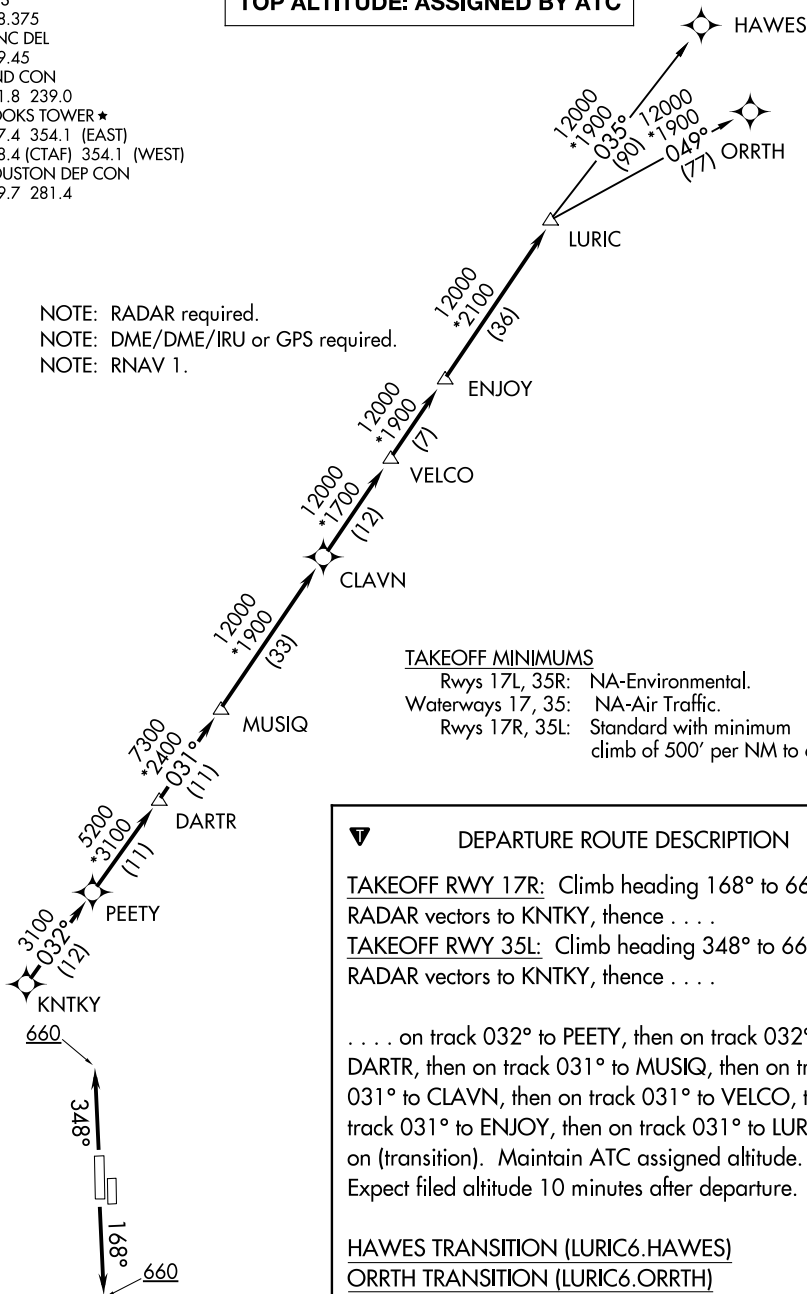 8.375
NC DEL
9.45
ND CON
1.8 239.0
OOKS TOWER ★
7.4 354.1 (EAST)
8.4 (CTAF) 354.1 (WEST)
OUSTON DEP CON
9.7 281.4
TOP ALTITUDE: ASSIGNED BY ATC
HAWES
12000
*1900
035°
(90)
12000
*1900
049°
(77)
ORRTH
LURIC
12000
*2100
(36)
NOTE: RADAR required.
NOTE: DME/DME/IRU or GPS required.
NOTE: RNAV 1.
ENJOY
12000
*1900
(7)
VELCO
12000
*1700
(12)
CLAVN
12000
*1900
(33)
TAKEOFF MINIMUMS
Rwys 17L, 35R: NA-Environmental.
Waterways 17, 35: NA-Air Traffic.
Rwys 17R, 35L: Standard with minimum
climb of 500' per NM to
MUSIQ
7300
*2400
031°
(11)
DARTR
5200
*3100
(11)
PEETY
3100
032°
(12)
KNTKY
660
348°
168°
660
T DEPARTURE ROUTE DESCRIPTION
TAKEOFF RWY 17R: Climb heading 168° to 66
RADAR vectors to KNTKY, thence . . . .
TAKEOFF RWY 35L: Climb heading 348° to 66
RADAR vectors to KNTKY, thence . . . .
. . . . on track 032° to PEETY, then on track 032°
DARTR, then on track 031° to MUSIQ, then on tr
031° to CLAVN, then on track 031° to VELCO, t
track 031° to ENJOY, then on track 031° to LUR
on (transition). Maintain ATC assigned altitude.
Expect filed altitude 10 minutes after departure.
HAWES TRANSITION (LURIC6.HAWES)
ORRTH TRANSITION (LURIC6.ORRTH)